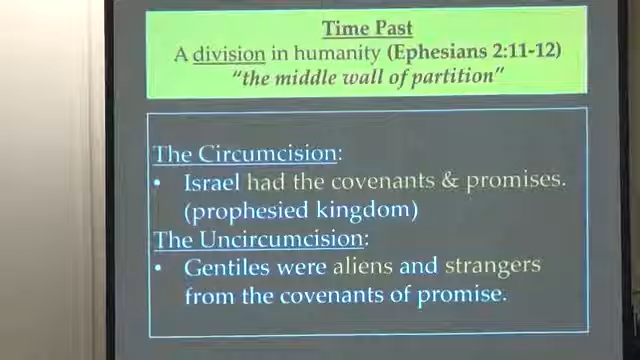 Time Past
A division in humanity (Ephesians 2:11-12)
"the middle wall of partition"
The Circumcision:
• Israel had the covenants & promises.
(prophesied kingdom)
The Uncircumcision:
• Gentiles were aliens and strangers
from the covenants of promise.